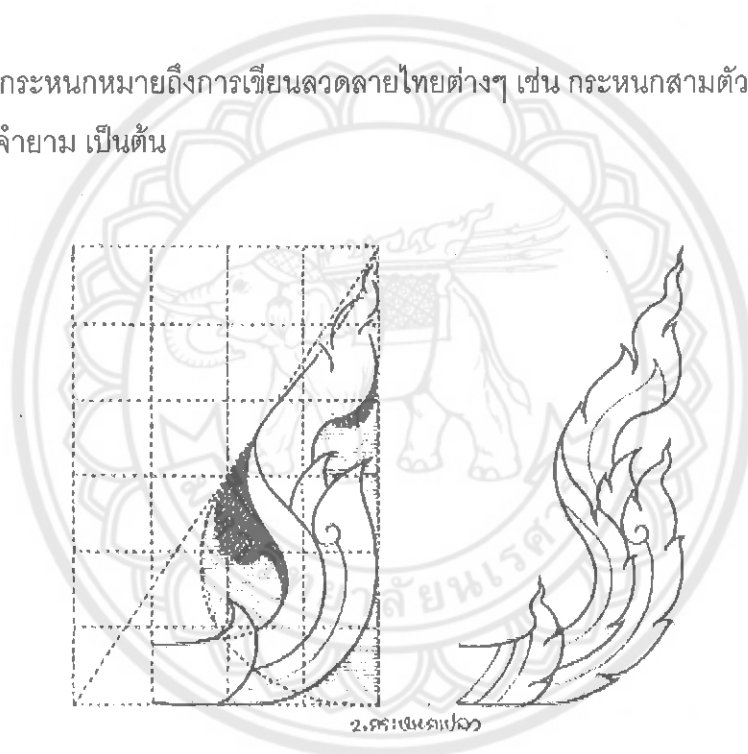 กระหนกหมายถึงการเขียนลวดลายไทยต่างๆ เช่น กระหนกสามตัว
จำยาม เป็นต้น
2.กระหนกเปลว